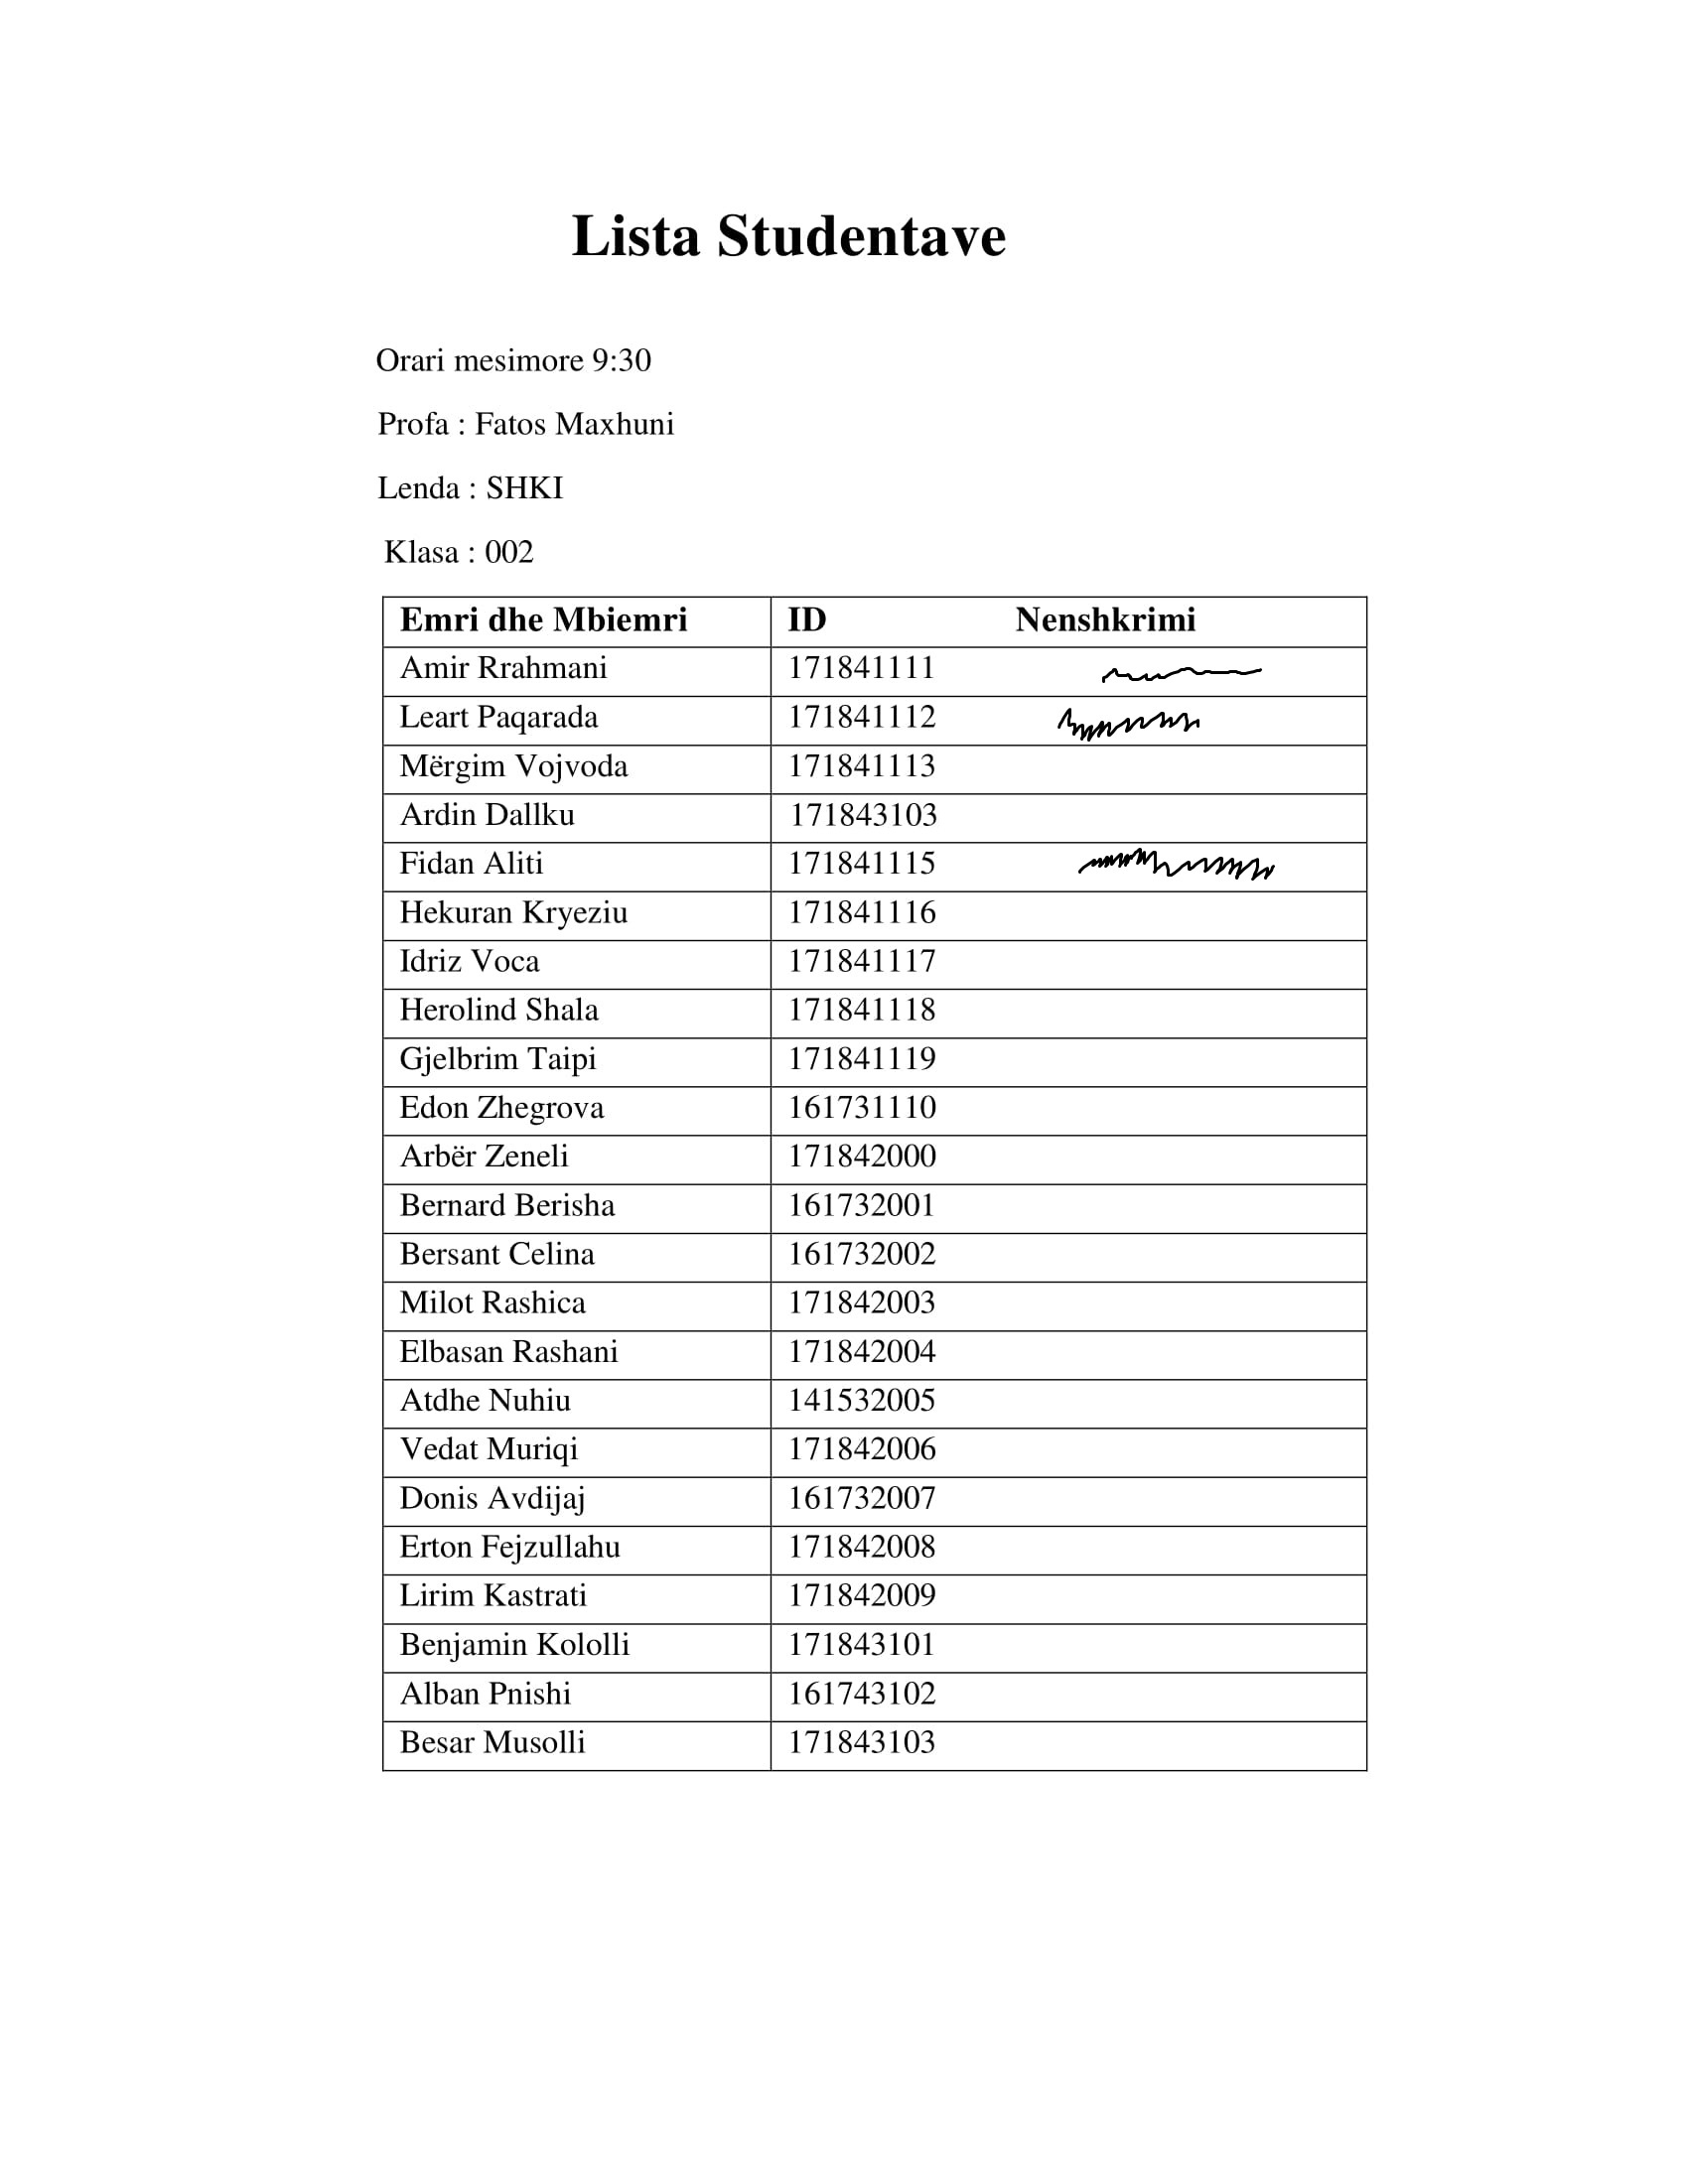 Lista Studentave
Orari mesimore 9:30
Profa : Fatos Maxhuni
Lenda : SHKI
Klasa : 002
Emri dhe Mbiemri ID Nenshkrimi
Amir Rrahmani 171841111
Leart Paqarada 171841112
Mërgim Vojvoda 171841113
Ardin Dallku 171843103
Fidan Aliti 171841115
Hekuran Kryeziu 171841116
Idriz Voca 171841117
Herolind Shala 171841118
Gjelbrim Taipi 171841119
Edon Zhegrova 161731110
Arbër Zeneli 171842000
Bernard Berisha 161732001
Bersant Celina 161732002
Milot Rashica 171842003
Elbasan Rashani 171842004
Atdhe Nuhiu 141532005
Vedat Muriqi 171842006
Donis Avdijaj 161732007
Erton Fejzullahu 171842008
Lirim Kastrati 171842009
Benjamin Kololli 171843101
Alban Pnishi 161743102
Besar Musolli 171843103